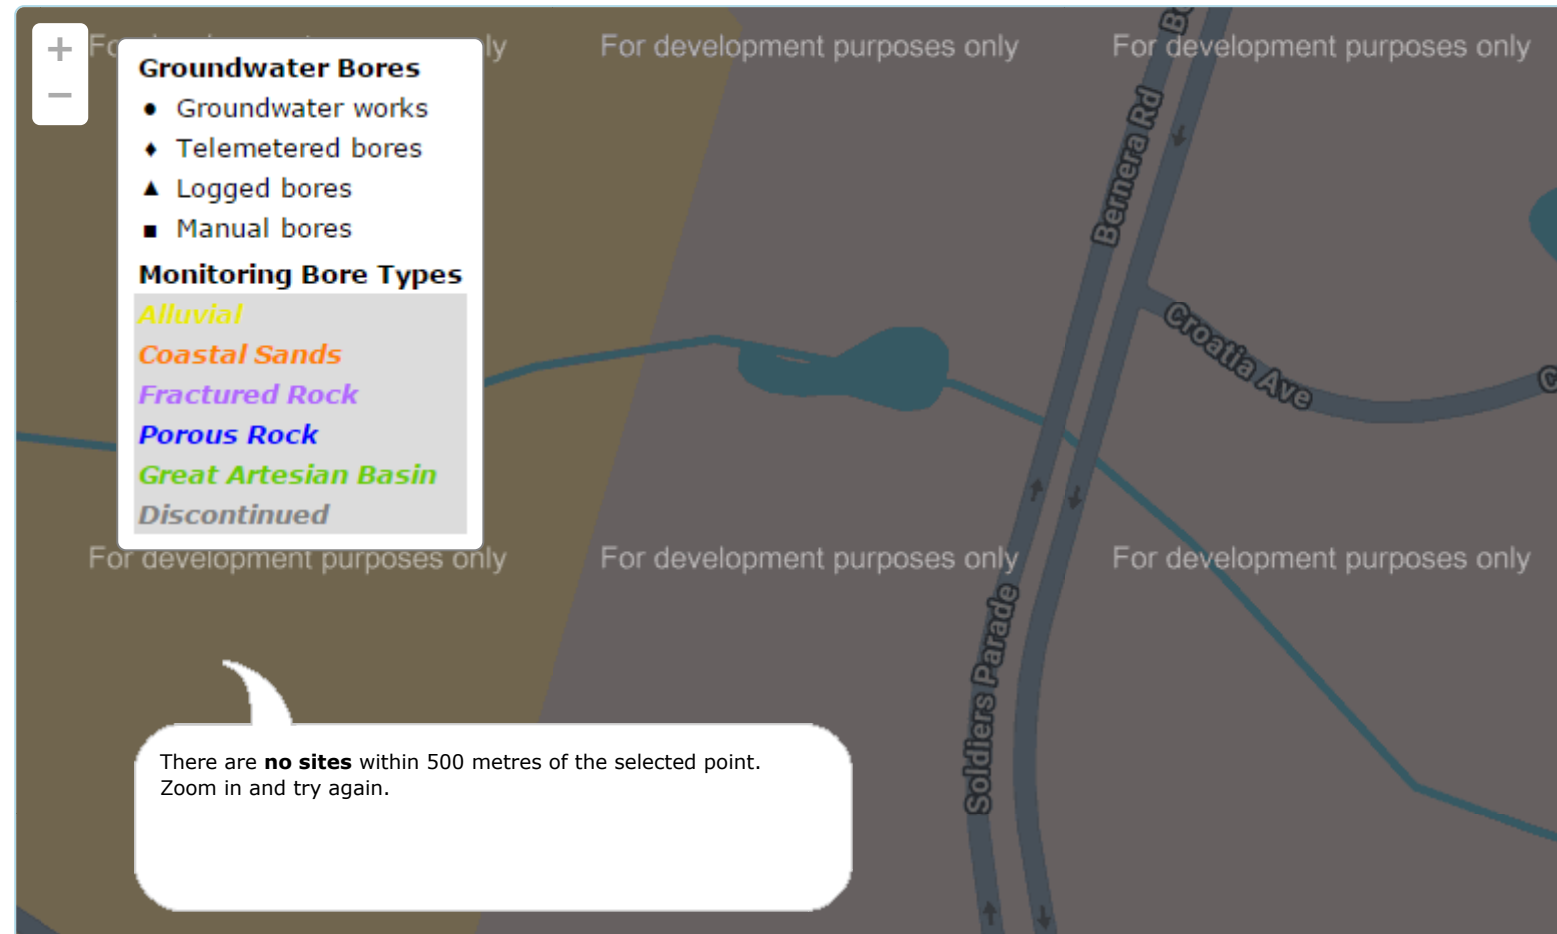 +
−
For development purposes only
For development purposes only
Groundwater Bores
● Groundwater works
♦ Telemetered bores
▲ Logged bores
■ Manual bores
Monitoring Bore Types
Alluvial
Coastal Sands
Fractured Rock
Porous Rock
Great Artesian Basin
Discontinued
Bernera Rd
Croatia Ave
For development purposes only
For development purposes only
For development purposes only
Soldiers Parade
There are no sites within 500 metres of the selected point.
Zoom in and try again.